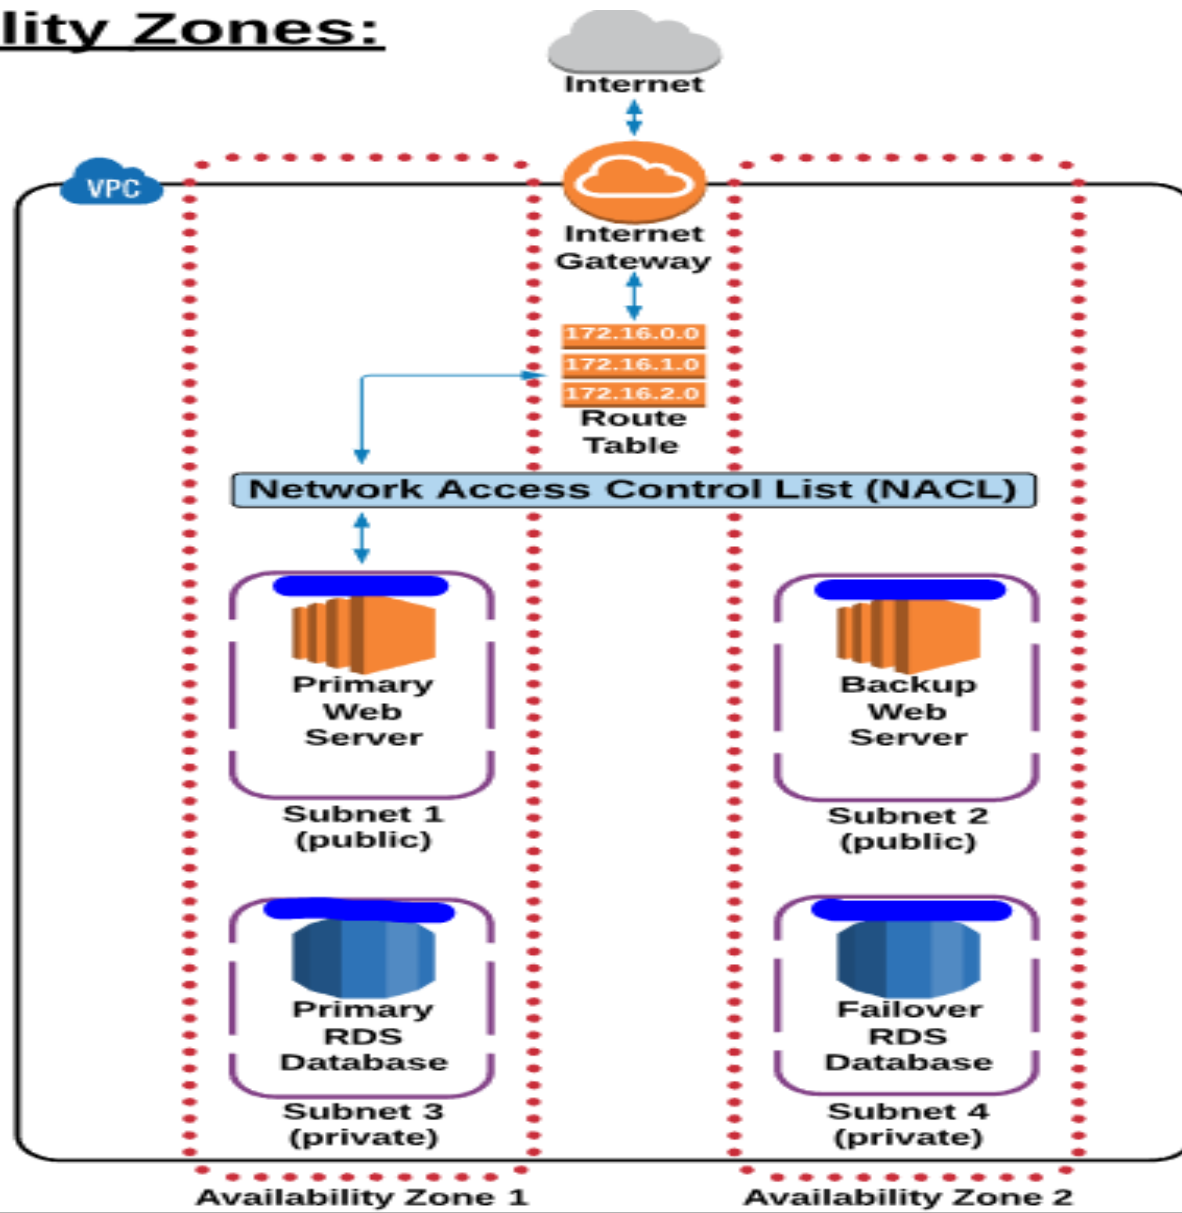 lity Zones:
Internet
VPC
Internet
Gateway
172.16.0.0
172.16.1.0
172.16.2.0
Route
Table
Network Access Control List (NACL)
Primary
Web
Server
Backup
Web
Server
Subnet 1
(public)
Subnet 2
(public)
Primary
RDS
Database
Failover
RDS
Database
Subnet 3
(private)
Subnet 4
(private)
Availability Zone 1
Availability Zone 2